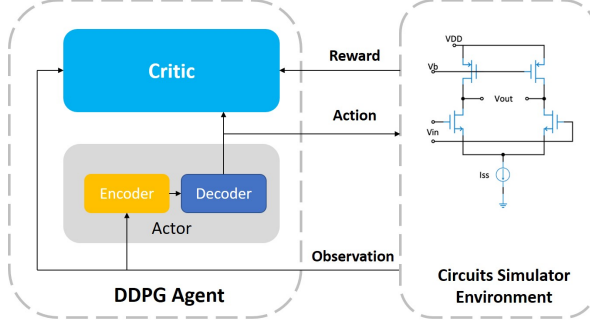 Critic
Encoder
Decoder
Actor
DDPG Agent
Reward
Action
Observation
VDD
Vb
Vout
Vin
Iss
Circuits Simulator
Environment